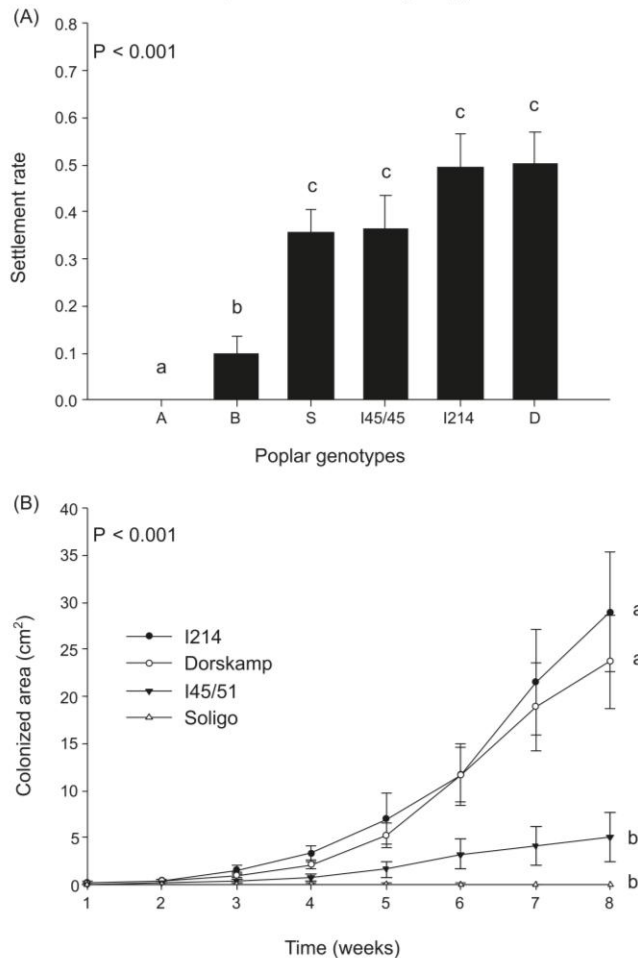 (A)
P < 0.001
0.8
0.7
0.6
0.5
0.4
0.3
0.2
0.1
0.0
Settlement rate
a
b
c
c
c
c
A B S I45/45 I214 D
Poplar genotypes
(B)
P < 0.001
40
35
30
25
20
15
10
5
0
Colonized area (cm²)
I214
Dorskamp
I45/51
Soligo
a
a
b
b
1 2 3 4 5 6 7 8
Time (weeks)